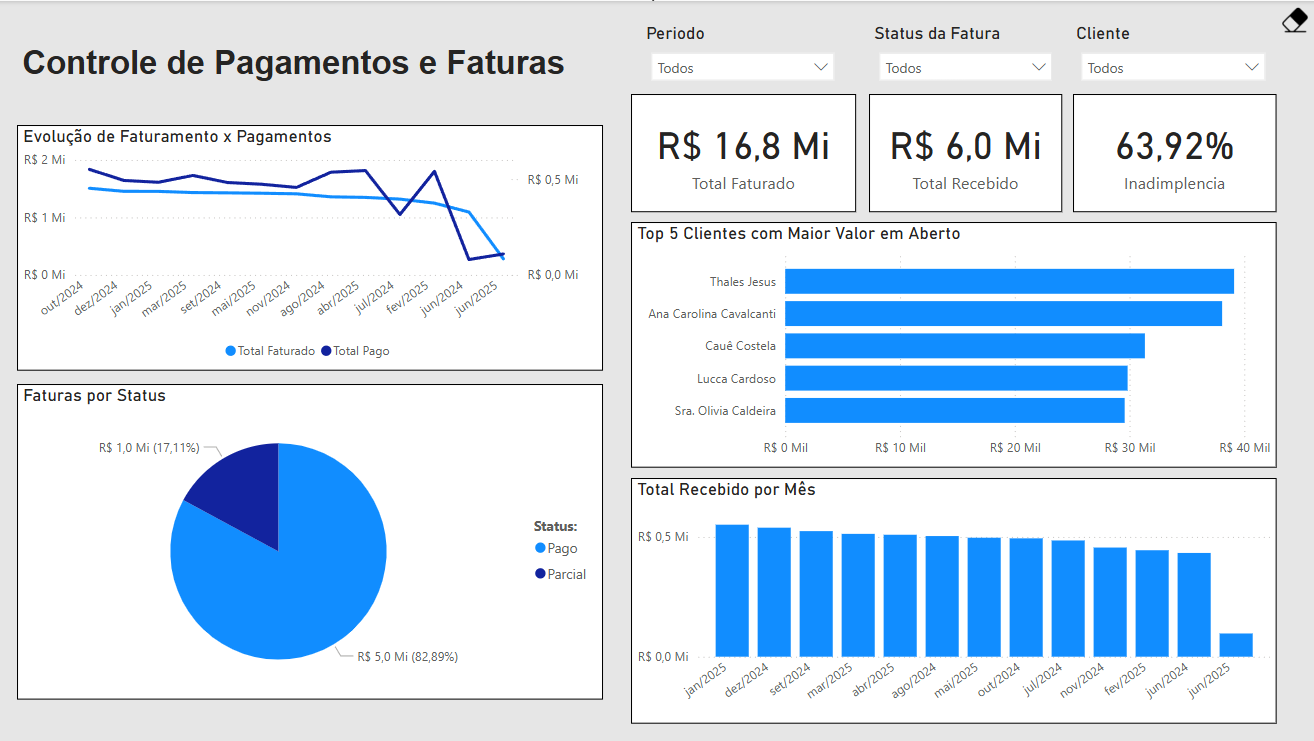 Controle de Pagamentos e Faturas
Periodo
Todos
Status da Fatura
Todos
Cliente
Todos
R$ 16,8 Mi
Total Faturado
R$ 6,0 Mi
Total Recebido
63,92%
Inadimplencia
Evolução de Faturamento x Pagamentos
R$ 2 Mi
R$ 1 Mi
R$ 0 Mi
R$ 0,5 Mi
R$ 0,0 Mi
out/2024
dez/2024
jan/2025
mar/2025
set/2024
mai/2025
nov/2024
ago/2024
abr/2025
jul/2024
fev/2025
jun/2024
jun/2025
Total Faturado
Total Pago
Top 5 Clientes com Maior Valor em Aberto
Thales Jesus
Ana Carolina Cavalcanti
Cauê Costela
Lucca Cardoso
Sra. Olivia Caldeira
R$ 0 Mil
R$ 10 Mil
R$ 20 Mil
R$ 30 Mil
R$ 40 Mil
Faturas por Status
R$ 1,0 Mi (17,11%)
R$ 5,0 Mi (82,89%)
Status:
Pago
Parcial
Total Recebido por Mês
R$ 0,5 Mi
R$ 0,0 Mi
jan/2025
dez/2024
set/2024
mar/2025
abr/2025
ago/2024
mai/2025
out/2024
jul/2024
nov/2024
fev/2025
jun/2024
jun/2025